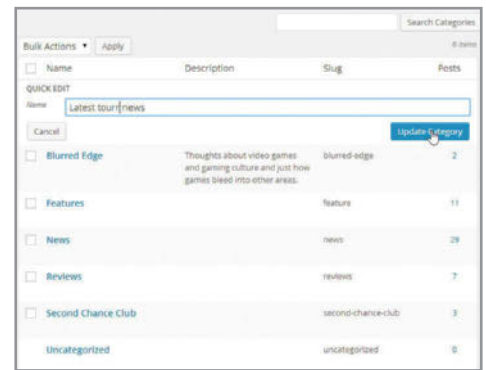 Search Categories
Bulk Actions ▼ Apply
6 items
Name Description Slug Posts
QUICK EDIT
Name Latest tourr news
Cancel Update Category
Blurred Edge Thoughts about video games blurred-edge 2
and gaming culture and just how
games bleed into other areas.
Features feature 11
News news 29
Reviews reviews 7
Second Chance Club second-chance-club 3
Uncategorized uncategorized 0